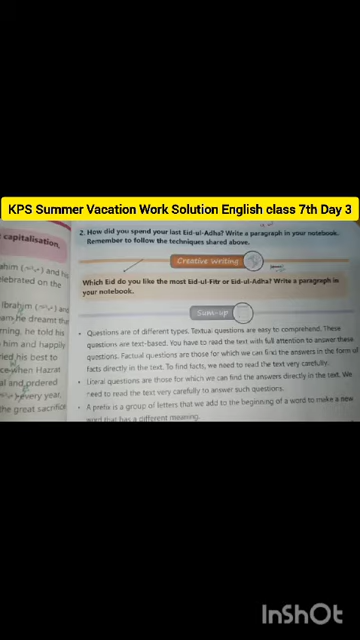 KPS Summer Vacation Work Solution English class 7th Day 3
2. How did you spend your last Eid-ul-Adha? Write a paragraph in your notebook.
Remember to follow the techniques shared above.
Creative Writing
Which Eid do you like the most Eid-ul-Fitr or Eid-ul-Adha? Write a paragraph in
your notebook.
Sum-up
• Questions are of different types. Textual questions are easy to comprehend. These
questions are text-based. You have to read the text with full attention to answer these
questions. Factual questions are those for which we can find the answers in the form of
facts directly in the text. To find facts, we need to read the text very carefully.
• Literal questions are those for which we can find the answers directly in the text. We
need to read the text very carefully to answer such questions.
• A prefix is a group of letters that we add to the beginning of a word to make a new
word that has a different meaning.
capitalisation,
and his
on the
Ibrahim and
he dreamt the
he told his
him and happily
his best to
when Hazrat
and ordered
every year,
the great sacrifice
InShOt